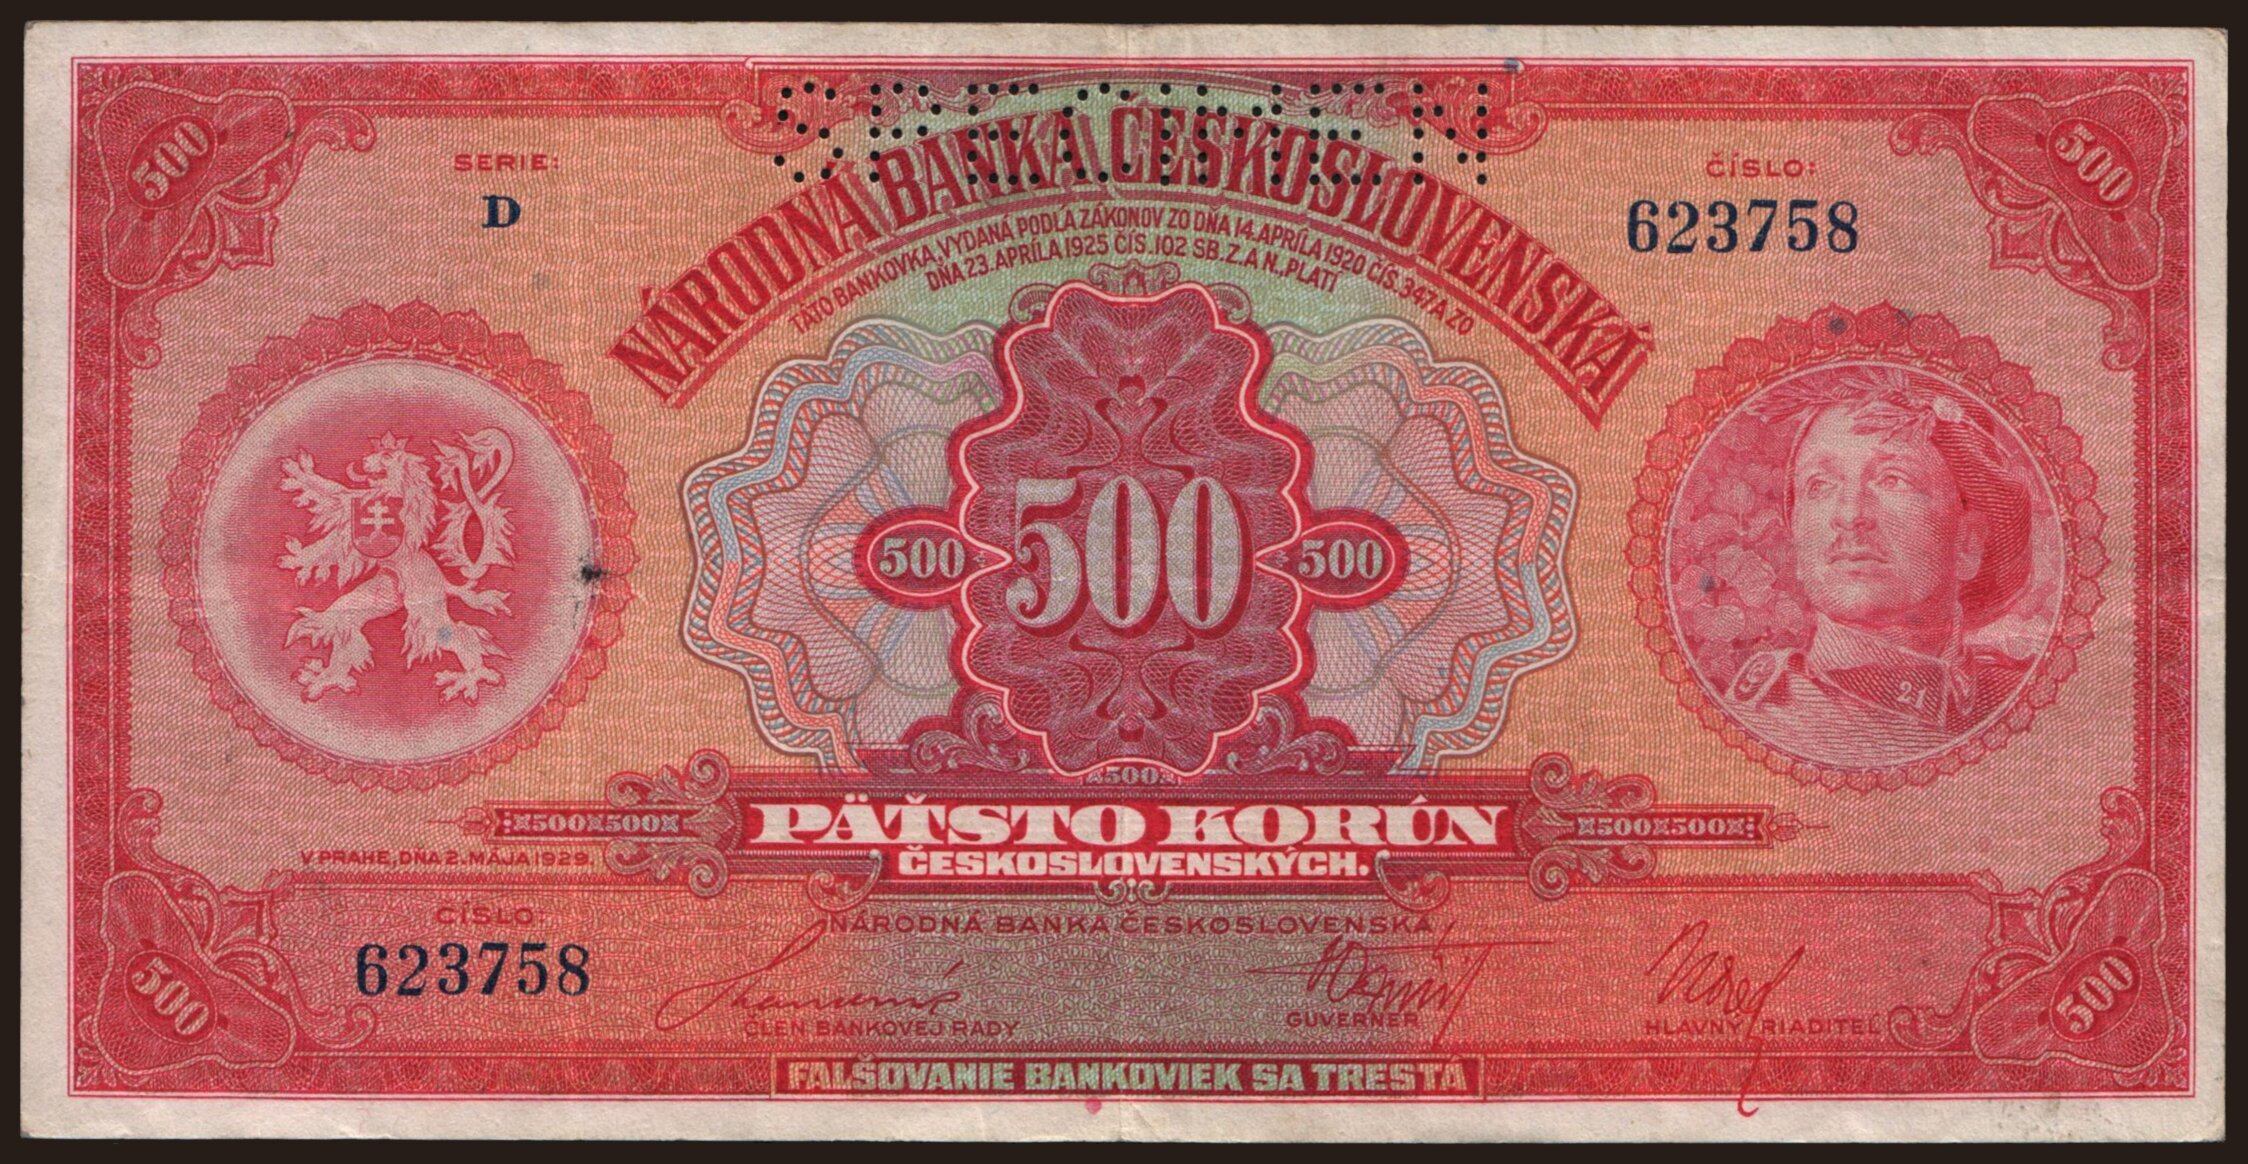 SPECIMEN
500
500
SERIE:
D
ČÍSLO:
623758
NÁRODNÁ BANKA ČESKOSLOVENSKÁ
TÁTO BANKOVKA, VYDANÁ PODĽA ZÁKONOV ZO DŇA 14. APRÍLA 1920 ČÍS. 347 A ZO
DŇA 23. APRÍLA 1925 ČÍS. 102 SB. Z. A N., PLATÍ
500 500 500
21
500
PÄŤSTO KORÚN
ČESKOSLOVENSKÝCH.
¤500¤500¤
¤500¤500¤
V PRAHE, DŇA 2. MÁJA 1929.
ČÍSLO:
623758
NÁRODNÁ BANKA ČESKOSLOVENSKÁ
ČLEN BANKOVEJ RADY
GUVERNÉR
HLAVNÝ RIADITEĽ
500
500
FALŠOVANIE BANKOVIEK SA TRESTÁ